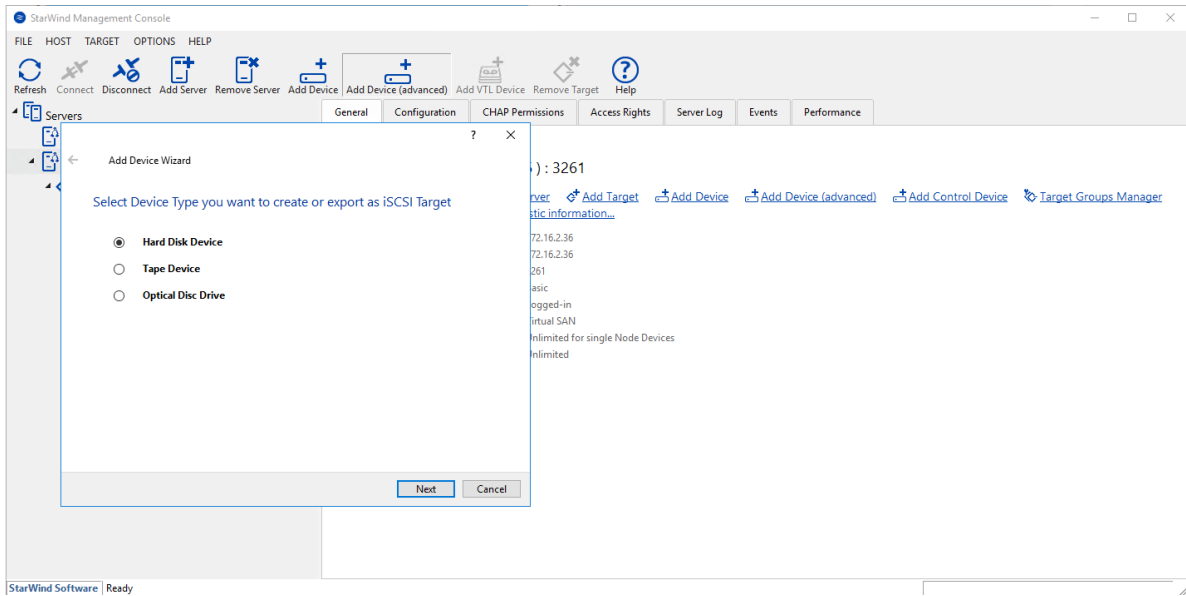 StarWind Management Console
FILE HOST TARGET OPTIONS HELP
Refresh Connect Disconnect Add Server Remove Server Add Device Add Device (advanced) Add VTL Device Remove Target Help
Servers
General Configuration CHAP Permissions Access Rights Server Log Events Performance
?
Add Device Wizard
) : 3261
Select Device Type you want to create or export as iSCSI Target
rver Add Target Add Device Add Device (advanced) Add Control Device Target Groups Manager
stic information...
Hard Disk Device
72.16.2.36
72.16.2.36
Tape Device
261
asic
Optical Disc Drive
ogged-in
irtual SAN
nlimited for single Node Devices
nlimited
Next Cancel
StarWind Software Ready